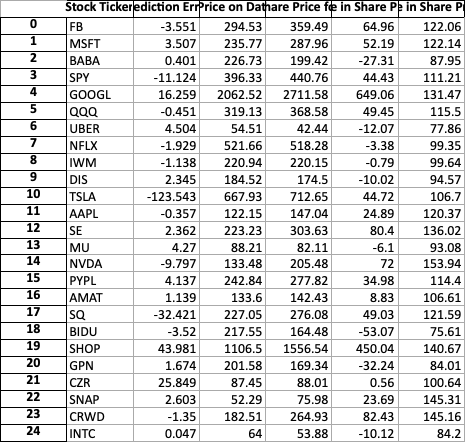 Stock Ticker ediction Err Price on Dat hare Price fo e in Share P e in Share Pr
0 FB -3.551 294.53 359.49 64.96 122.06
1 MSFT 3.507 235.77 287.96 52.19 122.14
2 BABA 0.401 226.73 199.42 -27.31 87.95
3 SPY -11.124 396.33 440.76 44.43 111.21
4 GOOGL 16.259 2062.52 2711.58 649.06 131.47
5 QQQ -0.451 319.13 368.58 49.45 115.5
6 UBER 4.504 54.51 42.44 -12.07 77.86
7 NFLX -1.929 521.66 518.28 -3.38 99.35
8 IWM -1.138 220.94 220.15 -0.79 99.64
9 DIS 2.345 184.52 174.5 -10.02 94.57
10 TSLA -123.543 667.93 712.65 44.72 106.7
11 AAPL -0.357 122.15 147.04 24.89 120.37
12 SE 2.362 223.23 303.63 80.4 136.02
13 MU 4.27 88.21 82.11 -6.1 93.08
14 NVDA -9.797 133.48 205.48 72 153.94
15 PYPL 4.137 242.84 277.82 34.98 114.4
16 AMAT 1.139 133.6 142.43 8.83 106.61
17 SQ -32.421 227.05 276.08 49.03 121.59
18 BIDU -3.52 217.55 164.48 -53.07 75.61
19 SHOP 43.981 1106.5 1556.54 450.04 140.67
20 GPN 1.674 201.58 169.34 -32.24 84.01
21 CZR 25.849 87.45 88.01 0.56 100.64
22 SNAP 2.603 52.29 75.98 23.69 145.31
23 CRWD -1.35 182.51 264.93 82.43 145.16
24 INTC 0.047 64 53.88 -10.12 84.2